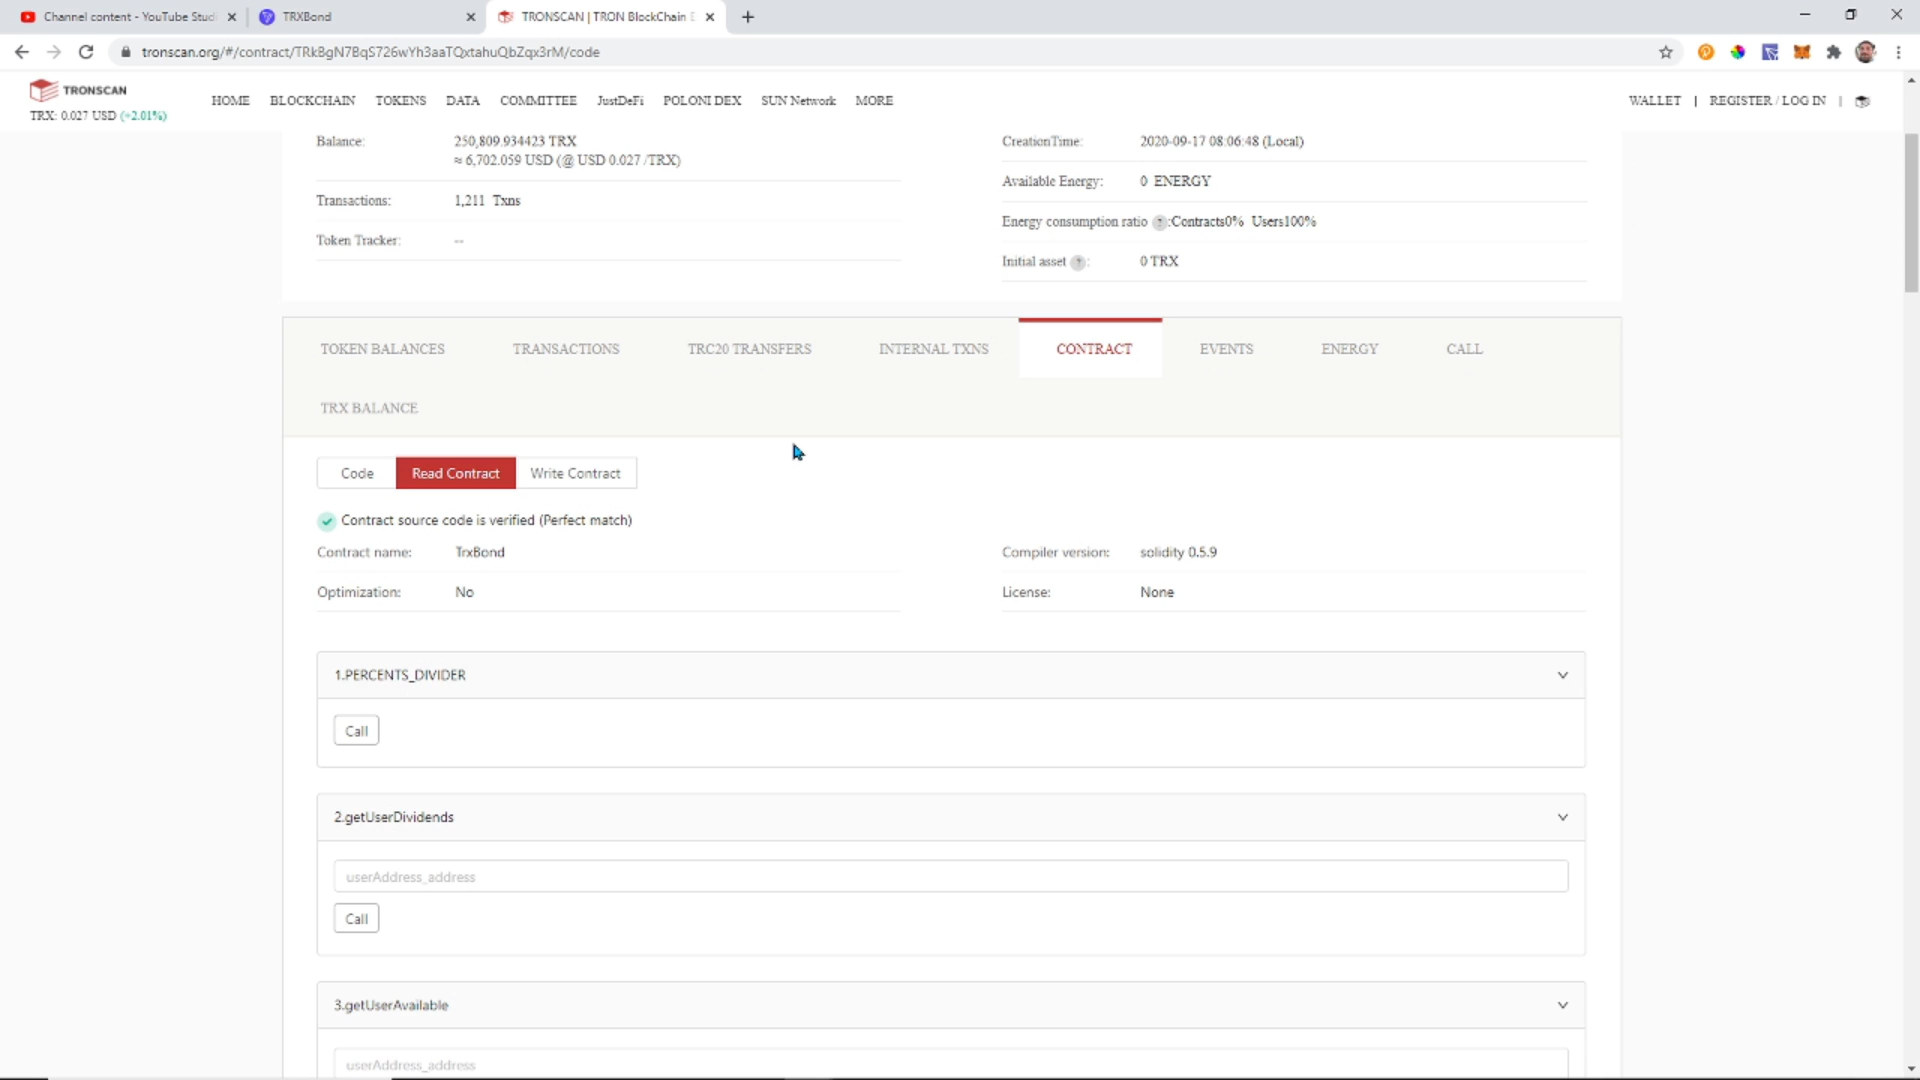 Channel content - YouTube Stud
TRXBond
TRONSCAN | TRON BlockChain E
tronscan.org/#/contract/TRkBgN7BqS726wYh3aaTQxtahuQbZqx3rM/code
TRONSCAN
TRX: 0.027 USD (+2.01%)
HOME BLOCKCHAIN TOKENS DATA COMMITTEE JustDeFi POLONI DEX SUN Network MORE
WALLET | REGISTER / LOG IN |
Balance: 250,809.934423 TRX
≈ 6,702.059 USD (@ USD 0.027 /TRX)
CreationTime: 2020-09-17 08:06:48 (Local)
Available Energy: 0 ENERGY
Transactions: 1,211 Txns
Energy consumption ratio ? :Contracts0% Users100%
Token Tracker: --
Initial asset ? : 0 TRX
TOKEN BALANCES TRANSACTIONS TRC20 TRANSFERS INTERNAL TXNS CONTRACT EVENTS ENERGY CALL
TRX BALANCE
Code Read Contract Write Contract
Contract source code is verified (Perfect match)
Contract name: TrxBond Compiler version: solidity 0.5.9
Optimization: No License: None
1.PERCENTS_DIVIDER
Call
2.getUserDividends
userAddress_address
Call
3.getUserAvailable
userAddress_address